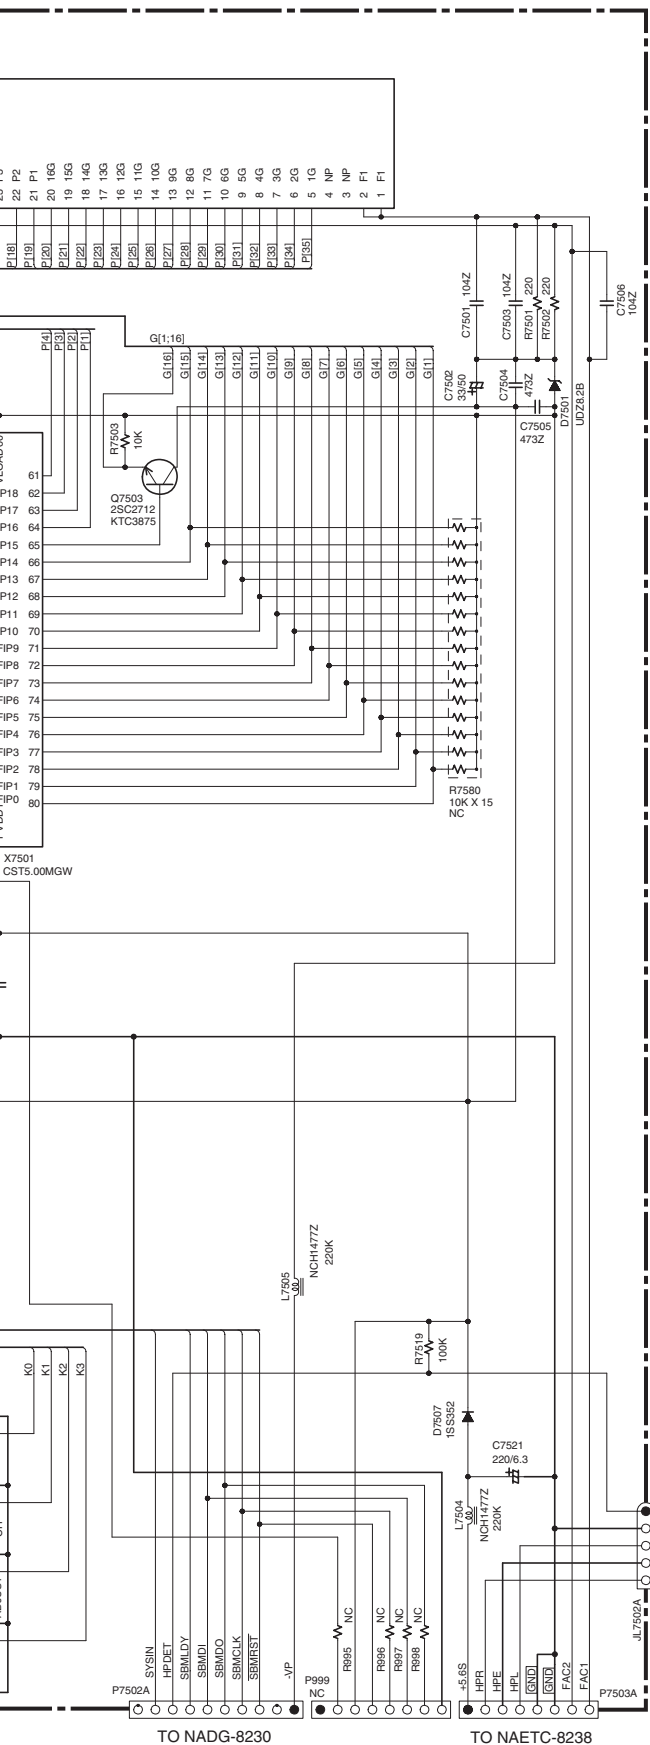 22 P2
21 P1
20 16G
19 15G
18 14G
17 13G
16 12G
15 11G
14 10G
13 9G
12 8G
11 7G
10 6G
9 5G
8 4G
7 3G
6 2G
5 1G
4 NP
3 NP
2 F1
1 F1
P[18]
P[19]
P[20]
P[21]
P[22]
P[23]
P[24]
P[25]
P[26]
P[27]
P[28]
P[29]
P[30]
P[31]
P[32]
P[33]
P[34]
P[35]
C7501 104Z
C7503 104Z
R7501 220
R7502 220
C7506
104Z
P[4]
P[3]
P[2]
P[1]
G[1;16]
G[16]
G[15]
G[14]
G[13]
G[12]
G[11]
G[10]
G[9]
G[8]
G[7]
G[6]
G[5]
G[4]
G[3]
G[2]
G[1]
C7502
33/50
C7504
473Z
C7505
473Z
D7501
UDZ8.2B
R7503
10K
Q7503
2SC2712
KTC3875
61
P18 62
P17 63
P16 64
P15 65
P14 66
P13 67
P12 68
P11 69
P10 70
FIP9 71
FIP8 72
FIP7 73
FIP6 74
FIP5 75
FIP4 76
FIP3 77
FIP2 78
FIP1 79
FIP0 80
R7580
10K X 15
NC
X7501
CST5.00MGW
L7505
NCH1477Z
220K
R7519
100K
K0
K1
K2
K3
D7507
1SS352
C7521
220/6.3
L7504
NCH1477Z
220K
JL7502A
SYSIN
HPDET
SBMLDY
SBMDI
SBMDO
SBMCLK
SBMRST
-VP
R995 NC
R996 NC
R997 NC
R998 NC
+5.6S
HPR
HPE
HPL
GND
GND
FAC2
FAC1
P7502A
P999
NC
P7503A
TO NADG-8230
TO NAETC-8238